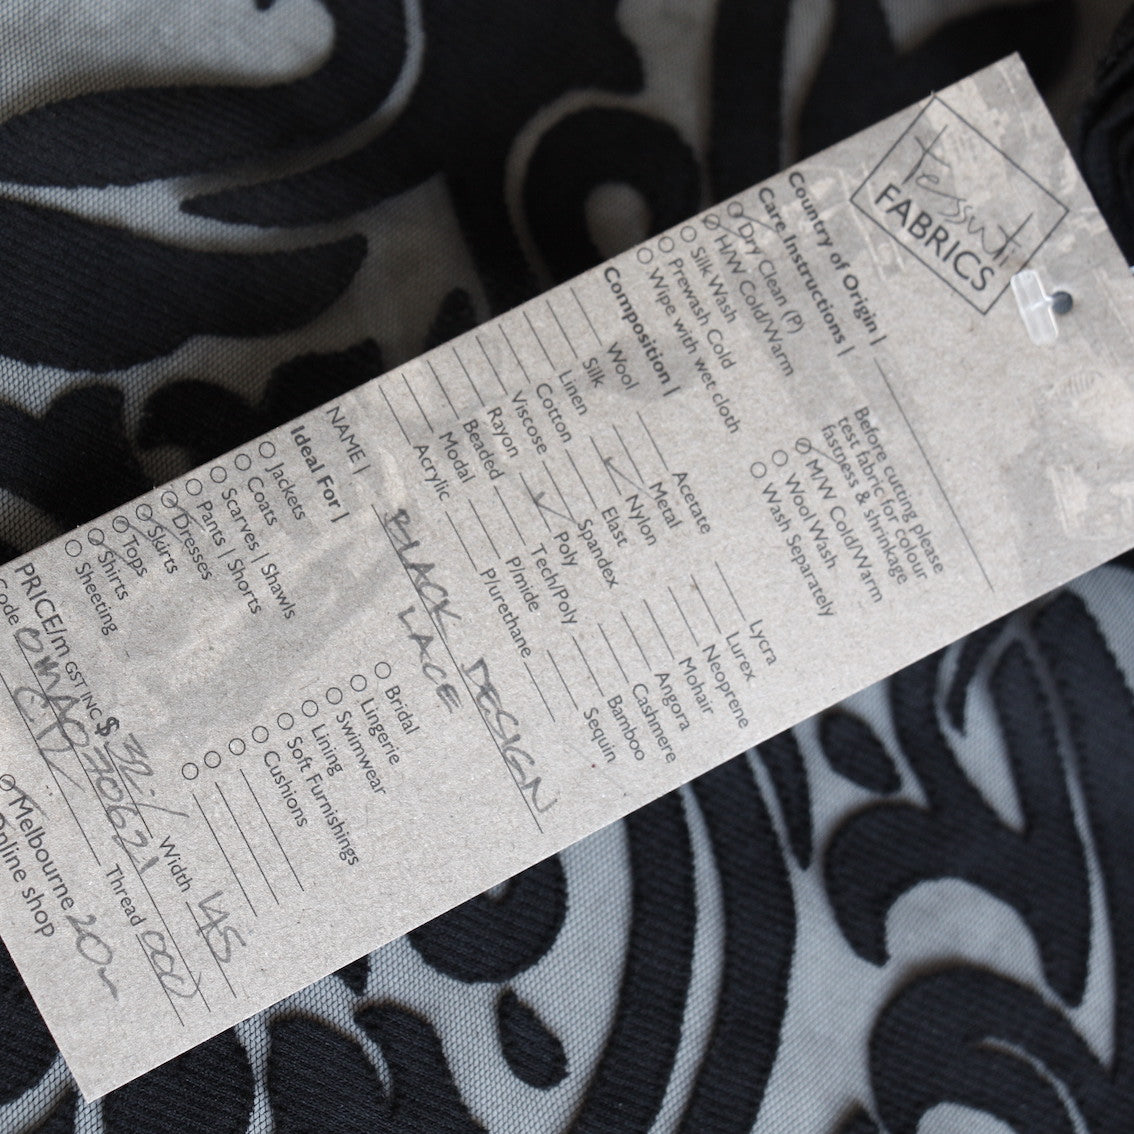 Tessuti
FABRICS
Country of Origin |
Care Instructions |
Dry Clean (P)
H/W Cold/Warm
Silk Wash
Prewash Cold
Wipe with wet cloth
Before cutting please
test fabric for colour
fastness & shrinkage
M/W Cold/Warm
Wool Wash
Wash Separately
Composition |
Wool
Silk
Linen
Cotton
Viscose
Rayon
Beaded
Modal
Acrylic
Acetate
Metal
✓ Nylon
Elast
Spandex
✓ Poly
Tech/Poly
P/mide
P/urethane
Lycra
Lurex
Neoprene
Mohair
Angora
Cashmere
Bamboo
Sequin
NAME | BLACK DESIGN
LACE
Ideal For |
Jackets
Coats
Scarves | Shawls
Pants | Shorts
Dresses
Skirts
Tops
Shirts
Sheeting
Bridal
Lingerie
Swimwear
Lining
Soft Furnishings
Cushions
PRICE/m GST INC $ 32.- Width 145
Code OMA030621 Thread 000
Melbourne 20m
Online shop